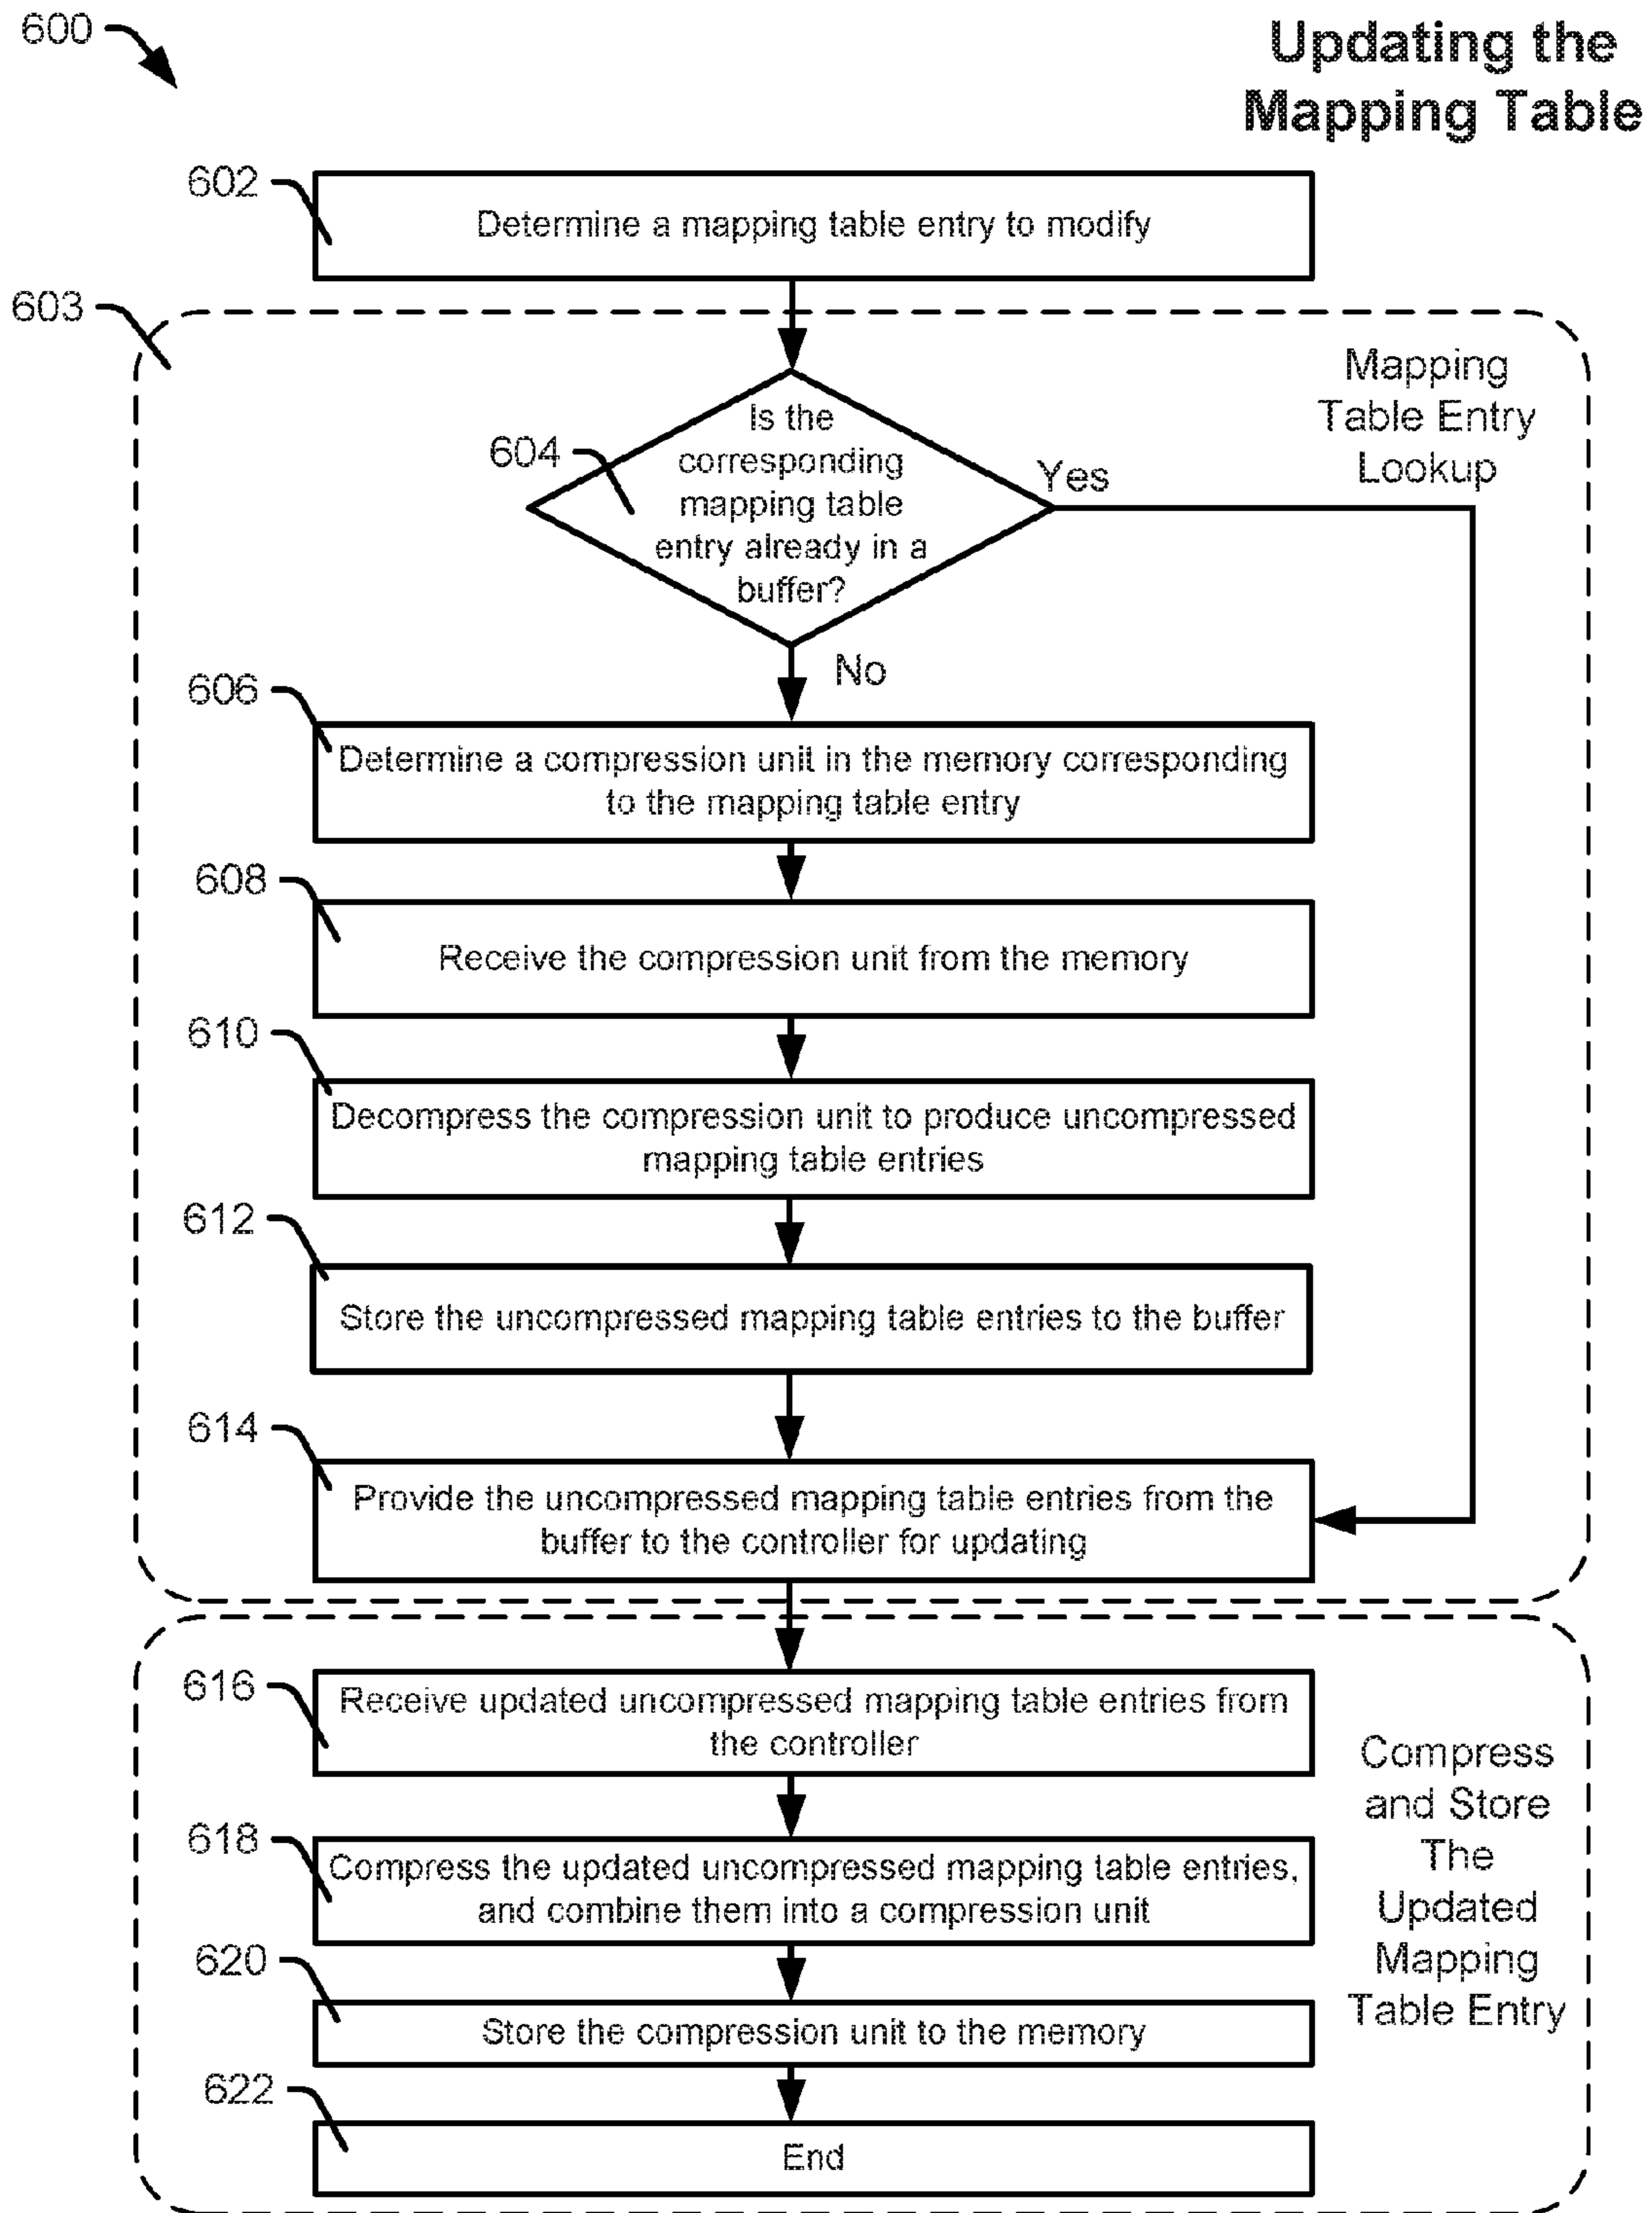 600
Updating the
Mapping Table
602
Determine a mapping table entry to modify
603
Mapping
Table Entry
Lookup
Is the
corresponding
mapping table
entry already in a
buffer?
604
Yes
No
606
Determine a compression unit in the memory corresponding
to the mapping table entry
608
Receive the compression unit from the memory
610
Decompress the compression unit to produce uncompressed
mapping table entries
612
Store the uncompressed mapping table entries to the buffer
614
Provide the uncompressed mapping table entries from the
buffer to the controller for updating
616
Receive updated uncompressed mapping table entries from
the controller
Compress
and Store
The
Updated
Mapping
Table Entry
618
Compress the updated uncompressed mapping table entries,
and combine them into a compression unit
620
Store the compression unit to the memory
622
End